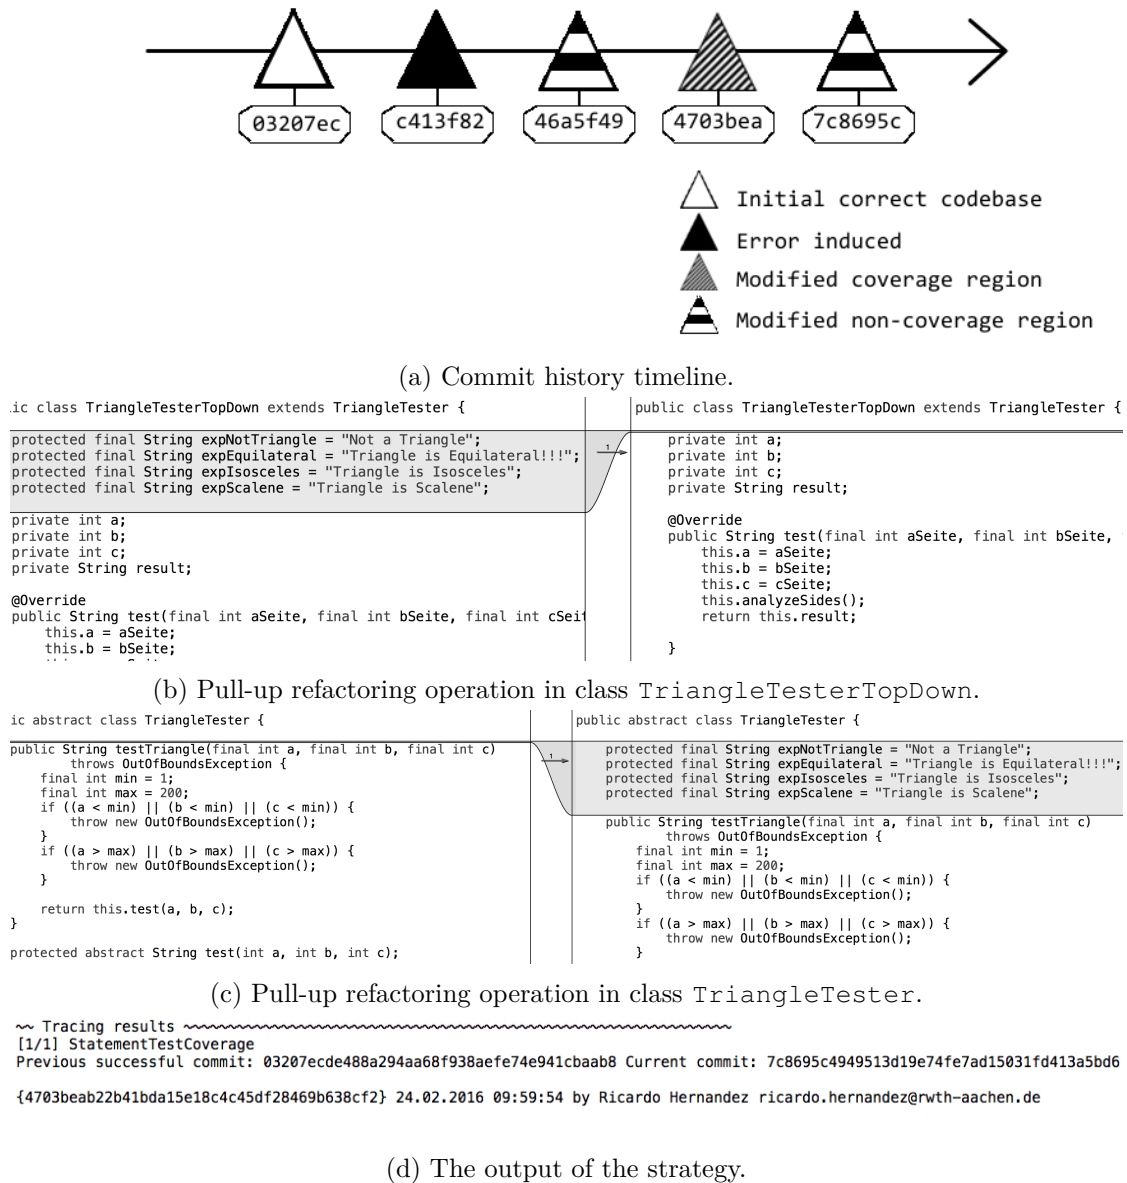 03207ec
c413f82
46a5f49
4703bea
7c8695c
Initial correct codebase
Error induced
Modified coverage region
Modified non-coverage region
(a) Commit history timeline.
ic class TriangleTesterTopDown extends TriangleTester {
protected final String expNotTriangle = "Not a Triangle";
protected final String expEquilateral = "Triangle is Equilateral!!!";
protected final String expIsosceles = "Triangle is Isosceles";
protected final String expScalene = "Triangle is Scalene";
private int a;
private int b;
private int c;
private String result;
@Override
public String test(final int aSeite, final int bSeite, final int cSeit
this.a = aSeite;
this.b = bSeite;
1
public class TriangleTesterTopDown extends TriangleTester {
private int a;
private int b;
private int c;
private String result;
@Override
public String test(final int aSeite, final int bSeite,
this.a = aSeite;
this.b = bSeite;
this.c = cSeite;
this.analyzeSides();
return this.result;
}
(b) Pull-up refactoring operation in class TriangleTesterTopDown.
ic abstract class TriangleTester {
public String testTriangle(final int a, final int b, final int c)
throws OutOfBoundsException {
final int min = 1;
final int max = 200;
if ((a < min) || (b < min) || (c < min)) {
throw new OutOfBoundsException();
}
if ((a > max) || (b > max) || (c > max)) {
throw new OutOfBoundsException();
}
return this.test(a, b, c);
}
protected abstract String test(int a, int b, int c);
1
public abstract class TriangleTester {
protected final String expNotTriangle = "Not a Triangle";
protected final String expEquilateral = "Triangle is Equilateral!!!";
protected final String expIsosceles = "Triangle is Isosceles";
protected final String expScalene = "Triangle is Scalene";
public String testTriangle(final int a, final int b, final int c)
throws OutOfBoundsException {
final int min = 1;
final int max = 200;
if ((a < min) || (b < min) || (c < min)) {
throw new OutOfBoundsException();
}
if ((a > max) || (b > max) || (c > max)) {
throw new OutOfBoundsException();
}
(c) Pull-up refactoring operation in class TriangleTester.
~~ Tracing results ~~~~~~~~~~~~~~~~~~~~~~~~~~~~~~~~~~~~~~~~~~~~~~~~~~~~~~~~~~~~~~~~
[1/1] StatementTestCoverage
Previous successful commit: 03207ecde488a294aa68f938aefe74e941cbaab8 Current commit: 7c8695c4949513d19e74fe7ad15031fd413a5bd6
{4703beab22b41bda15e18c4c45df28469b638cf2} 24.02.2016 09:59:54 by Ricardo Hernandez ricardo.hernandez@rwth-aachen.de
(d) The output of the strategy.